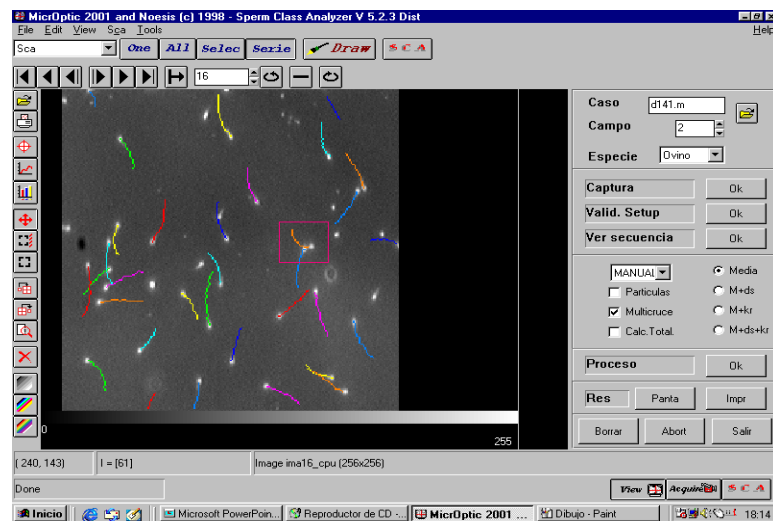 MicrOptic 2001 and Noesis (c) 1998 - Sperm Class Analyzer V 5.2.3 Dist
File Edit View Sca Tools Help
Sca One All Selec Serie Draw S C A
16
Caso d141.m
Campo 2
Especie Ovino
Captura Ok
Valid. Setup Ok
Ver secuencia Ok
MANUAL Media
Particulas M+ds
Multicruce M+kr
Calc.Total. M+ds+kr
Proceso Ok
Res Panta Impr
Borrar Abort Salir
0
255
( 240, 143) I = [61] Image ima16_cpu (256x256)
Done View Acquire S C A
Inicio Microsoft PowerPoin... Reproductor de CD -... MicrOptic 2001 ... Dibujo - Paint 18:14